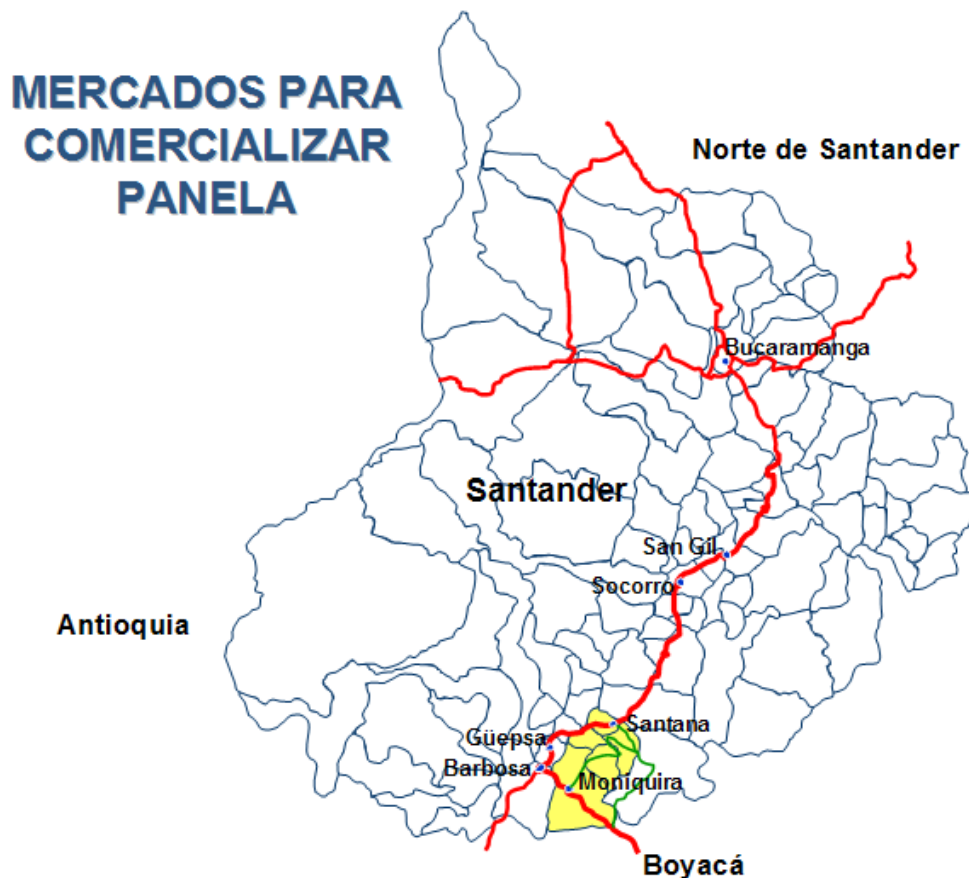 MERCADOS PARA
COMERCIALIZAR
PANELA
Norte de Santander
Bucaramanga
Santander
San Gil
Socorro
Antioquia
Santana
Güepsa
Barbosa
Moniquira
Boyacá